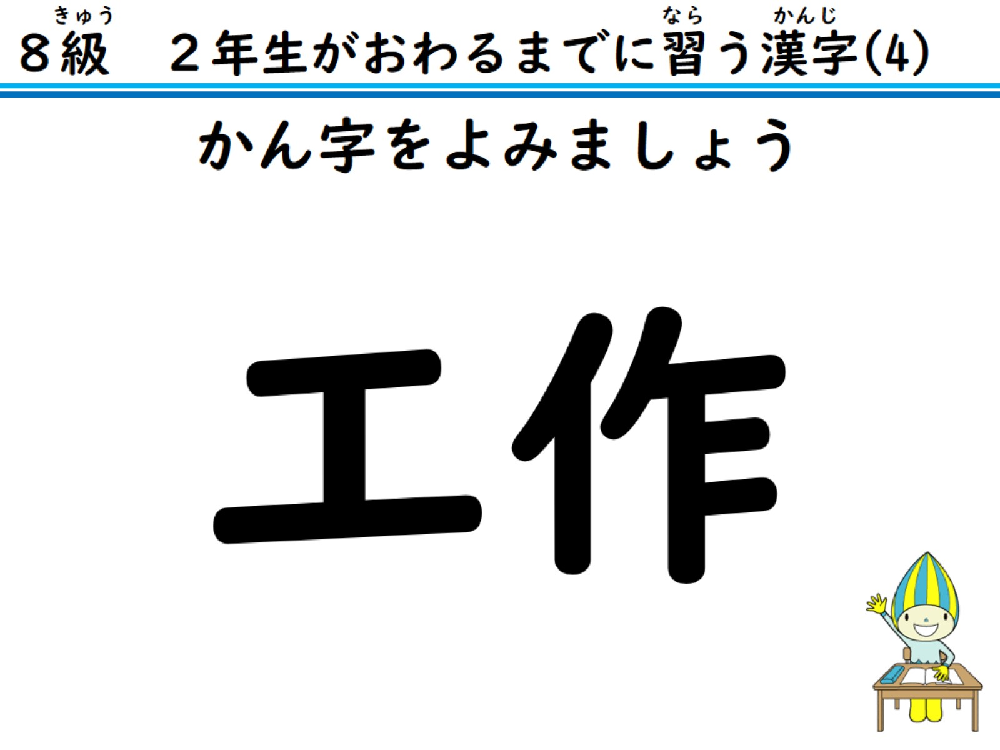 きゅう なら かんじ
８級　２年生がおわるまでに習う漢字(4)
かん字をよみましょう
工作